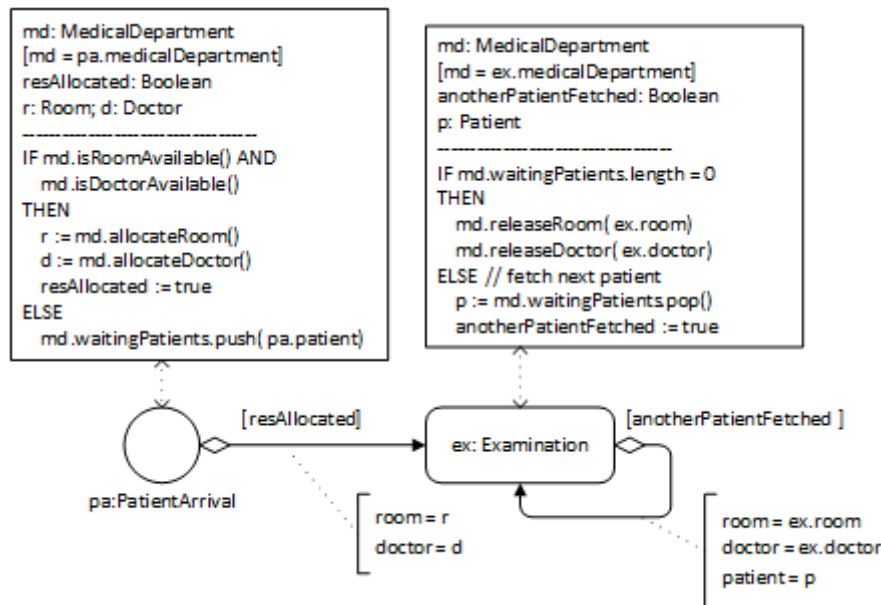 md: MedicalDepartment
[md = pa.medicalDepartment]
resAllocated: Boolean
r: Room; d: Doctor
------------------------------------
IF md.isRoomAvailable() AND
md.isDoctorAvailable()
THEN
r := md.allocateRoom()
d := md.allocateDoctor()
resAllocated := true
ELSE
md.waitingPatients.push( pa.patient)
md: MedicalDepartment
[md = ex.medicalDepartment]
anotherPatientFetched: Boolean
p: Patient
------------------------------------
IF md.waitingPatients.length = 0
THEN
md.releaseRoom( ex.room)
md.releaseDoctor( ex.doctor)
ELSE // fetch next patient
p := md.waitingPatients.pop()
anotherPatientFetched := true
[resAllocated]
[anotherPatientFetched ]
ex: Examination
pa:PatientArrival
room = r
doctor = d
room = ex.room
doctor = ex.doctor
patient = p